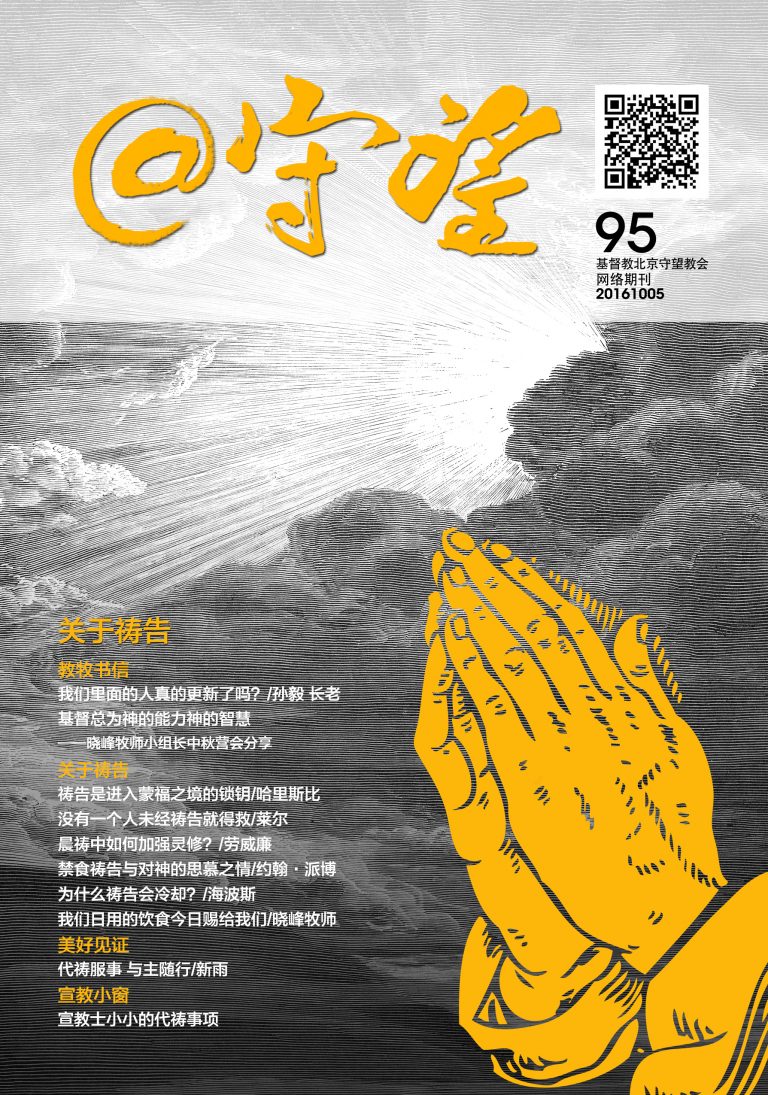 @守望
95
基督教北京守望教会
网络期刊
20161005
关于祷告
教牧书信
我们里面的人真的更新了吗？/孙毅 长老
基督总为神的能力神的智慧
——晓峰牧师小组长中秋营会分享
关于祷告
祷告是进入蒙福之境的锁钥/哈里斯比
没有一个人未经祷告就得救/莱尔
晨祷中如何加强灵修？/劳威廉
禁食祷告与对神的思慕之情/约翰·派博
为什么祷告会冷却？/海波斯
我们日用的饮食今日赐给我们/晓峰牧师
美好见证
代祷服事 与主随行/新雨
宣教小窗
宣教士小小的代祷事项